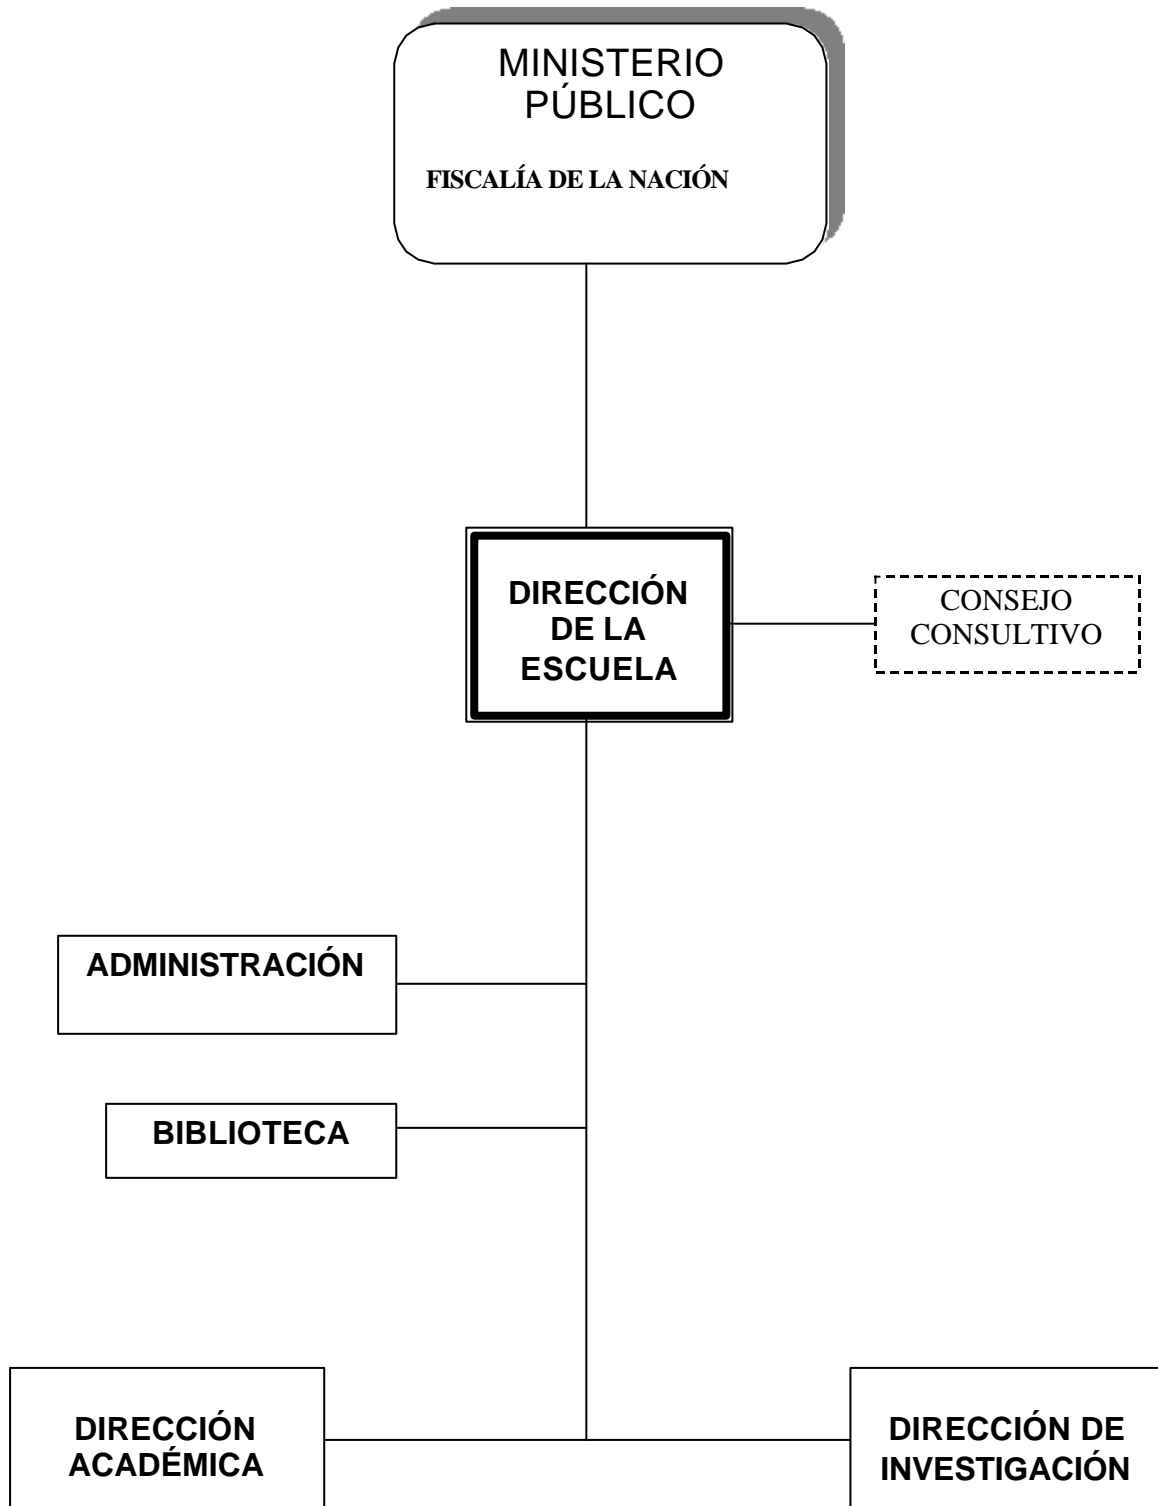 MINISTERIO
PÚBLICO
FISCALÍA DE LA NACIÓN
DIRECCIÓN
DE LA
ESCUELA
CONSEJO
CONSULTIVO
ADMINISTRACIÓN
BIBLIOTECA
DIRECCIÓN
ACADÉMICA
DIRECCIÓN DE
INVESTIGACIÓN